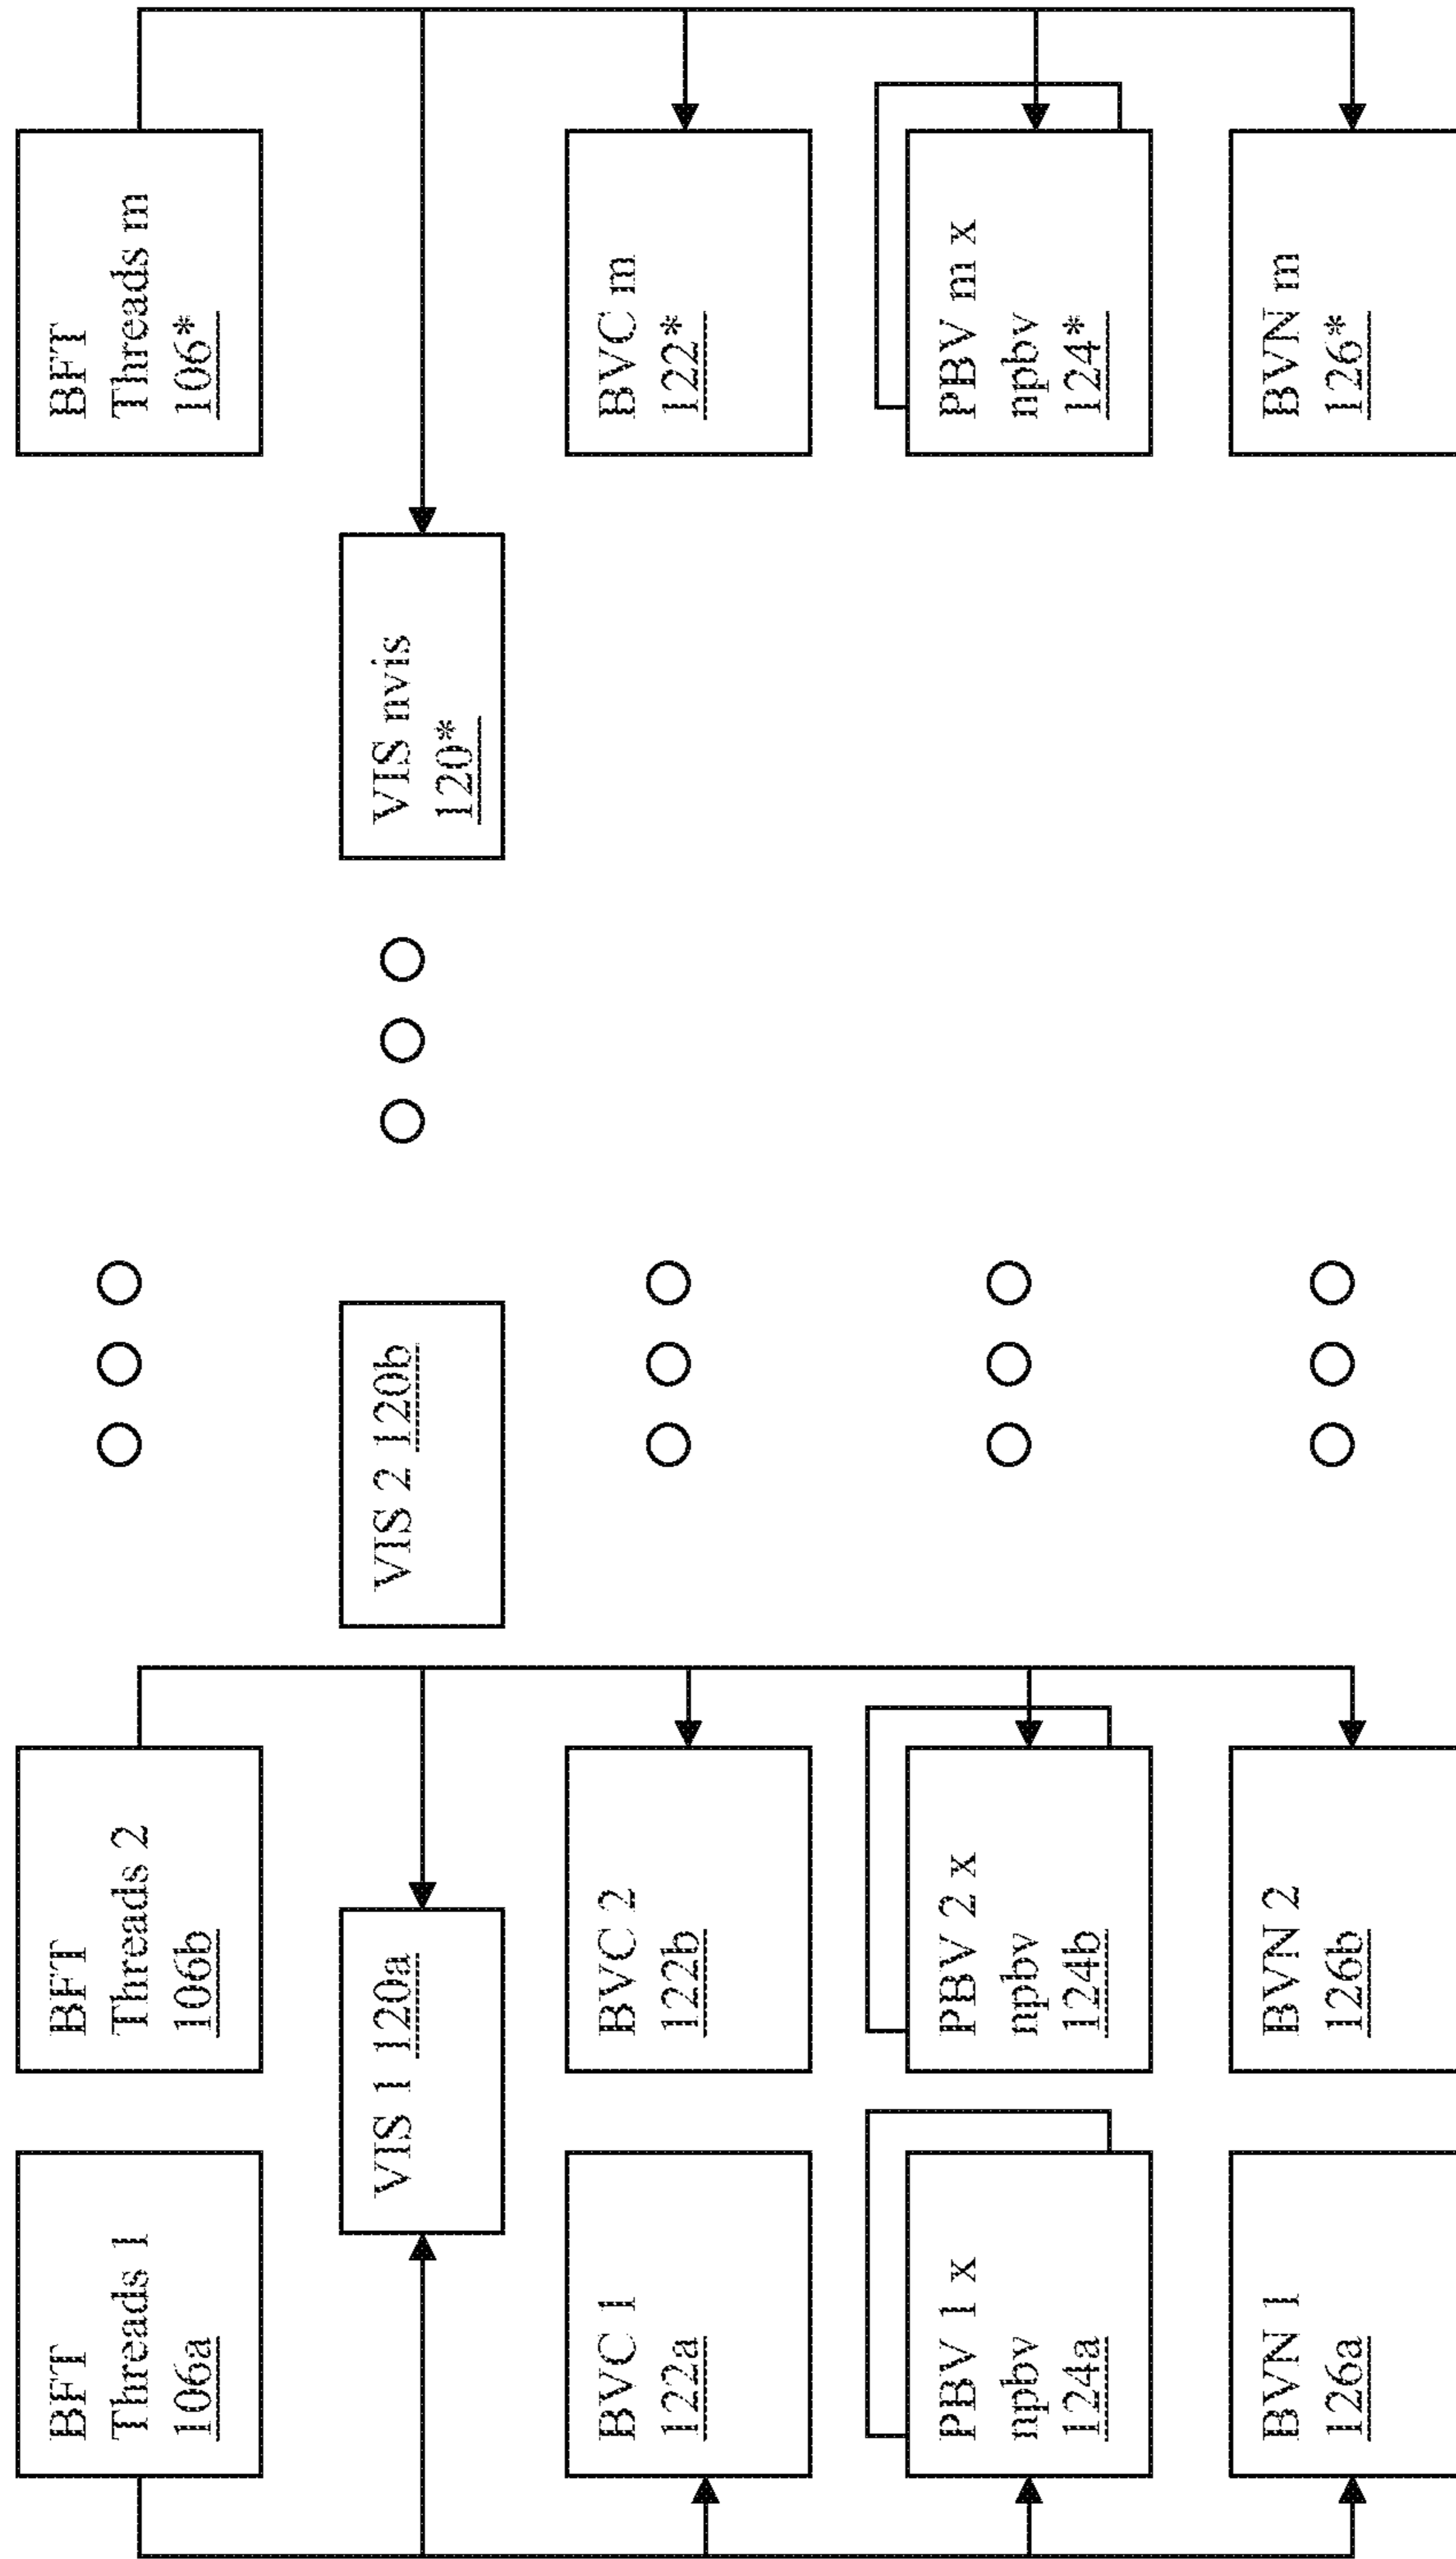 BFT
Threads 1
106a
BFT
Threads 2
106b
BFT
Threads m
106*
VIS 1 120a
VIS 2 120b
VIS nvis
120*
BVC 1
122a
BVC 2
122b
BVC m
122*
PBV 1 x
npbv
124a
PBV 2 x
npbv
124b
PBV m x
npbv
124*
BVN 1
126a
BVN 2
126b
BVN m
126*